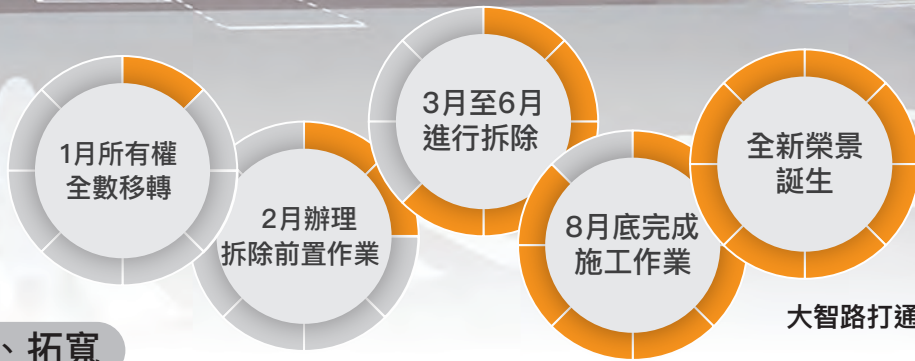 1月所有權
全數移轉
2月辦理
拆除前置作業
3月至6月
進行拆除
8月底完成
施工作業
全新榮景
誕生
大智路打通
、拓寬